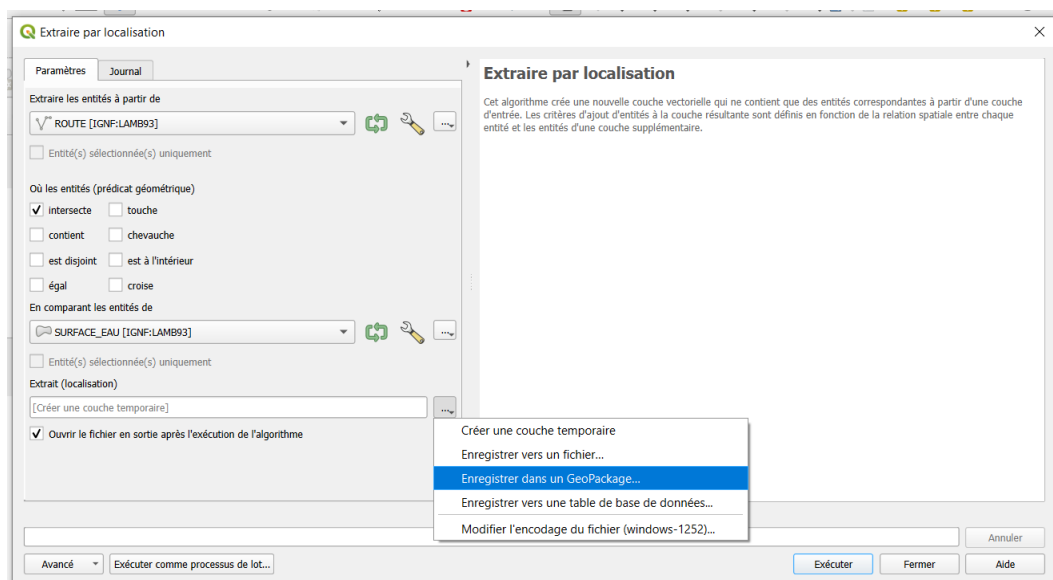 Extraire par localisation
Paramètres
Journal
Extraire les entités à partir de
ROUTE [IGNF:LAMB93]
...
Entité(s) sélectionnée(s) uniquement
Où les entités (prédicat géométrique)
intersecte touche
contient chevauche
est disjoint est à l'intérieur
égal croise
En comparant les entités de
SURFACE_EAU [IGNF:LAMB93]
...
Entité(s) sélectionnée(s) uniquement
Extrait (localisation)
[Créer une couche temporaire]
...
Ouvrir le fichier en sortie après l'exécution de l'algorithme
Extraire par localisation
Cet algorithme crée une nouvelle couche vectorielle qui ne contient que des entités correspondantes à partir d'une couche
d'entrée. Les critères d'ajout d'entités à la couche résultante sont définis en fonction de la relation spatiale entre chaque
entité et les entités d'une couche supplémentaire.
Créer une couche temporaire
Enregistrer vers un fichier...
Enregistrer dans un GeoPackage...
Enregistrer vers une table de base de données...
Modifier l'encodage du fichier (windows-1252)...
Annuler
Avancé
Exécuter comme processus de lot...
Exécuter
Fermer
Aide